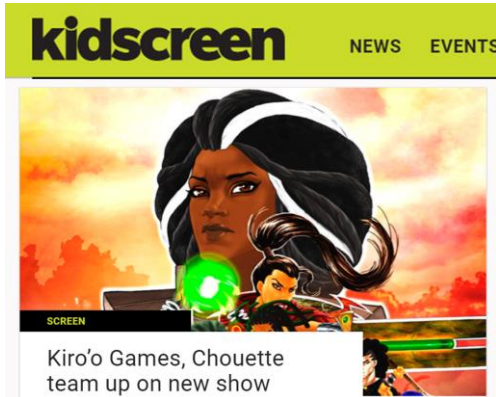 kidscreen
NEWS EVENTS
SCREEN
Kiro'o Games, Chouette
team up on new show